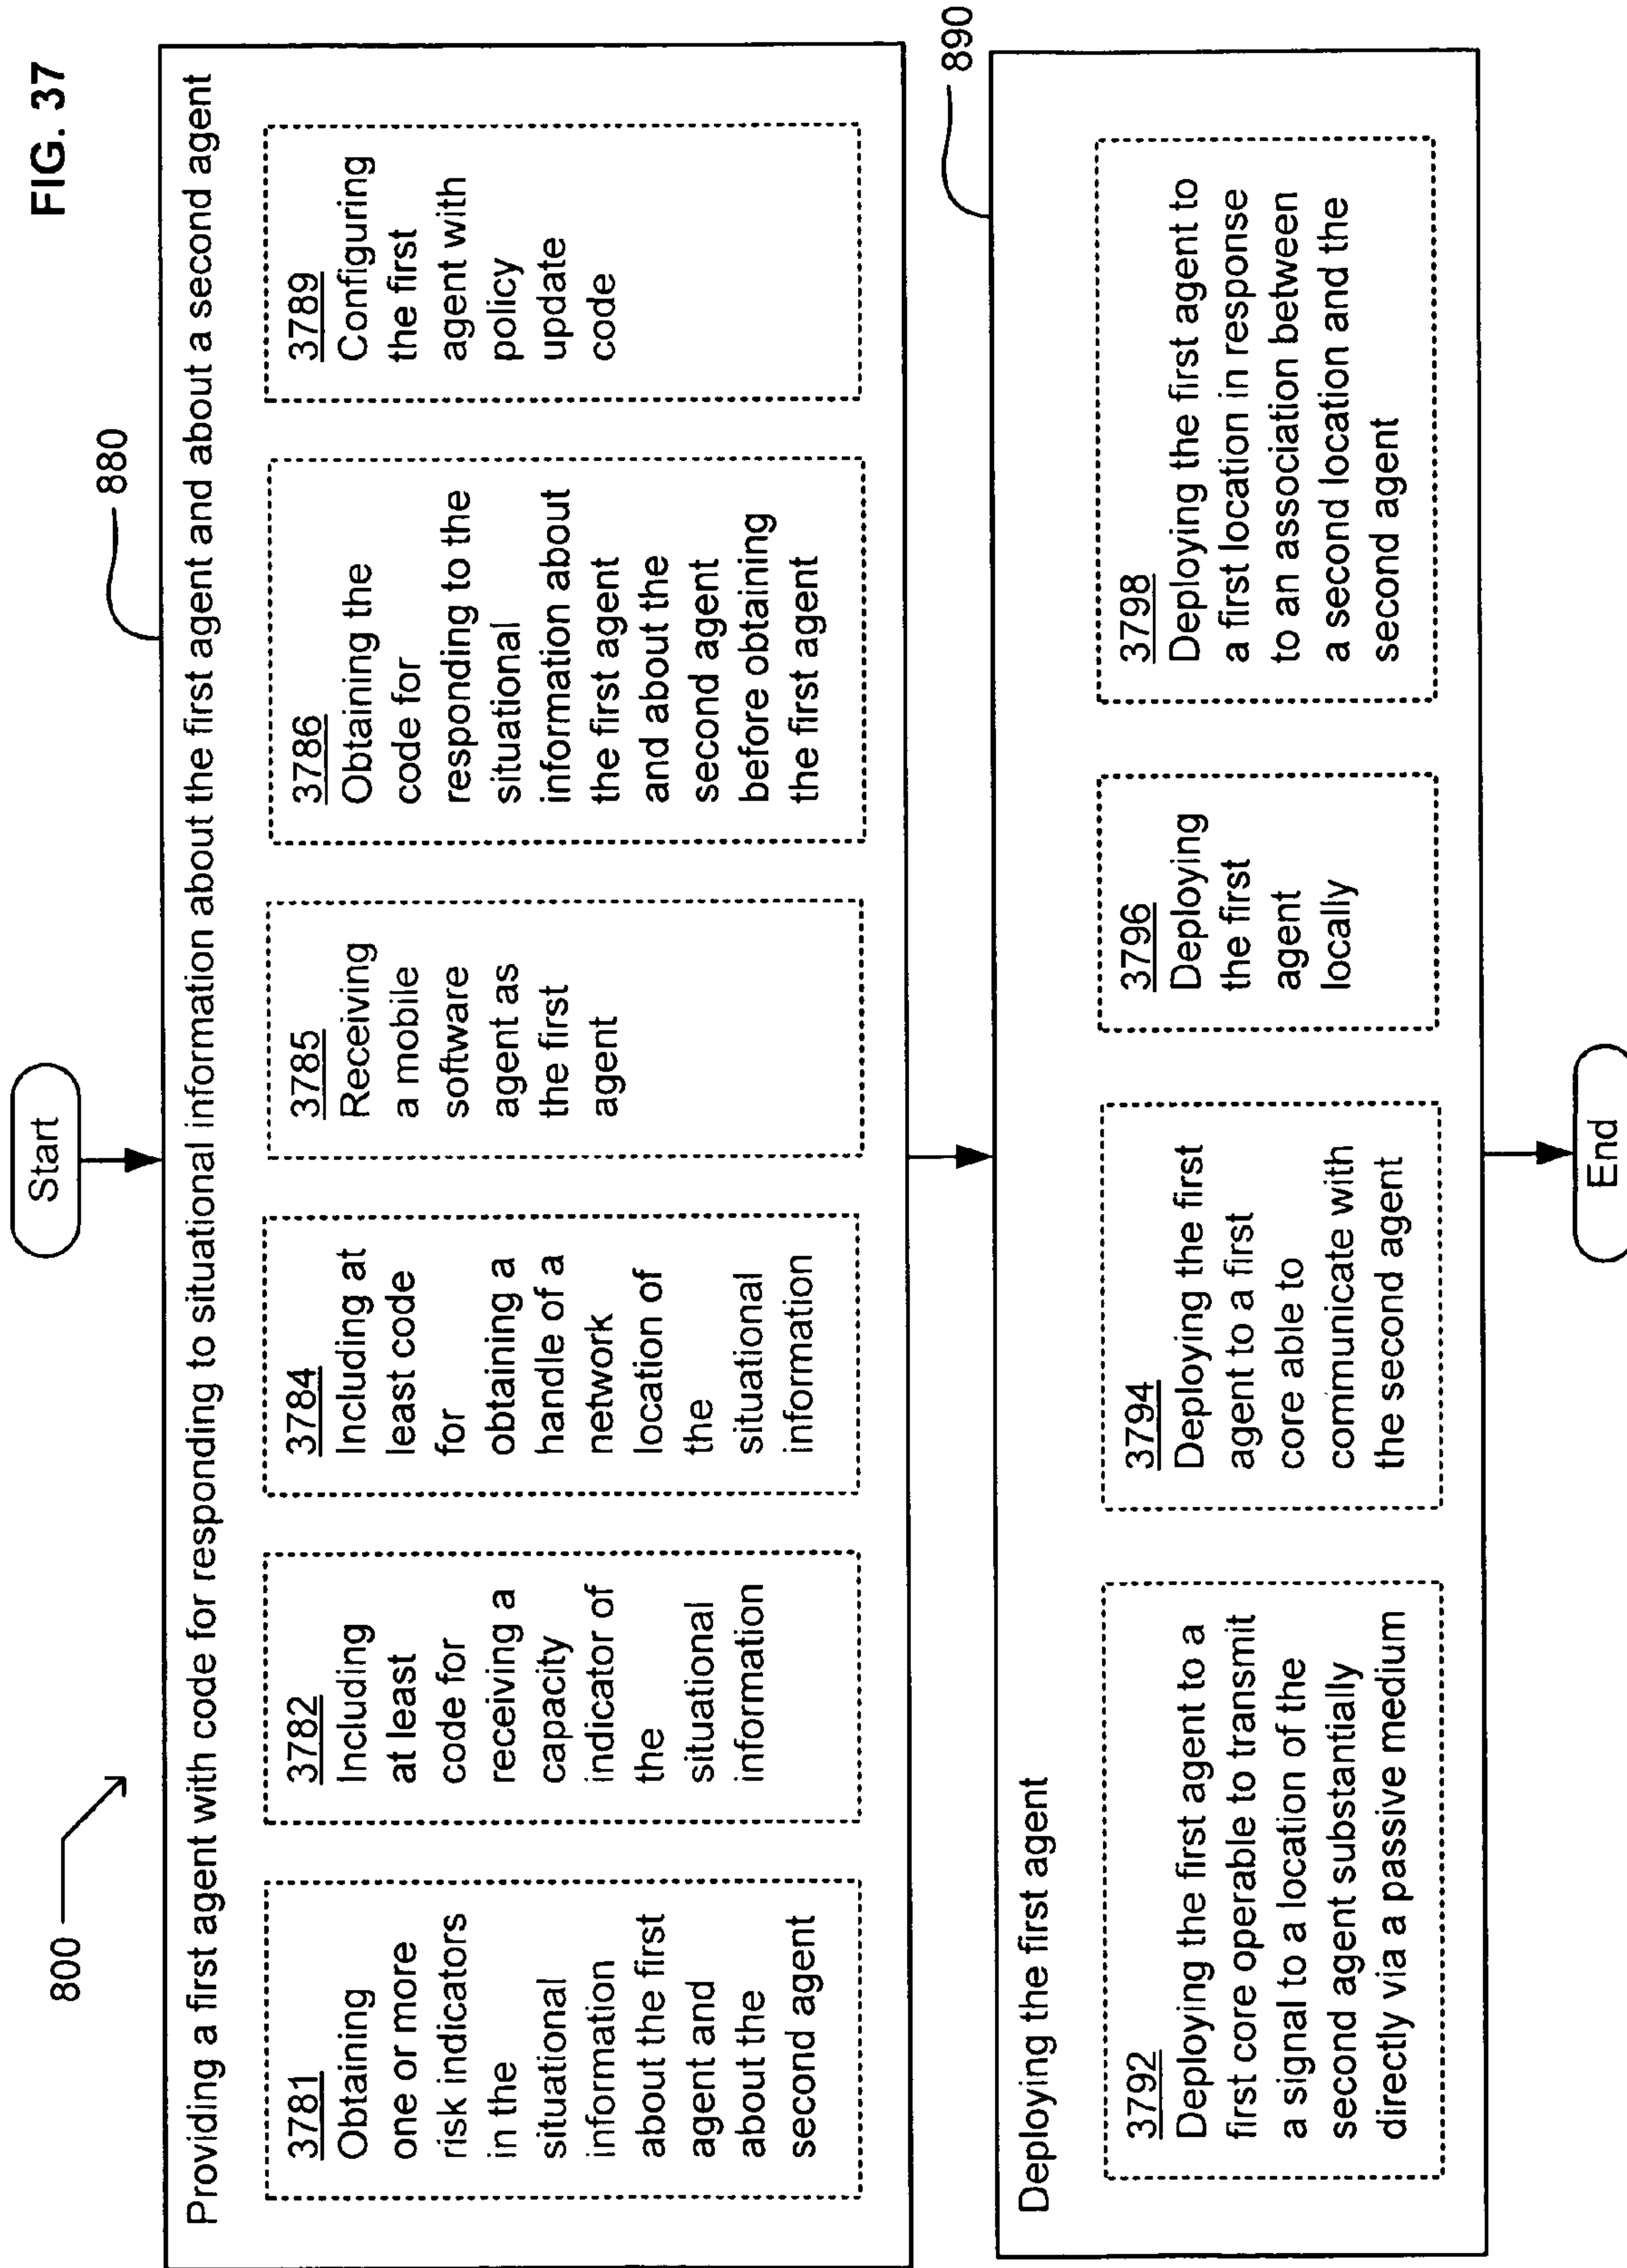 FIG. 37
800
Start
880
Providing a first agent with code for responding to situational information about the first agent and about a second agent
3781
Obtaining
one or more
risk indicators
in the
situational
information
about the first
agent and
about the
second agent
3782
Including
at least
code for
receiving a
capacity
indicator of
the
situational
information
3784
Including at
least code
for
obtaining a
handle of a
network
location of
the
situational
information
3785
Receiving
a mobile
software
agent as
the first
agent
3786
Obtaining the
code for
responding to the
situational
information about
the first agent
and about the
second agent
before obtaining
the first agent
3789
Configuring
the first
agent with
policy
update
code
890
Deploying the first agent
3792
Deploying the first agent to a
first core operable to transmit
a signal to a location of the
second agent substantially
directly via a passive medium
3794
Deploying the first
agent to a first
core able to
communicate with
the second agent
3796
Deploying
the first
agent
locally
3798
Deploying the first agent to
a first location in response
to an association between
a second location and the
second agent
End